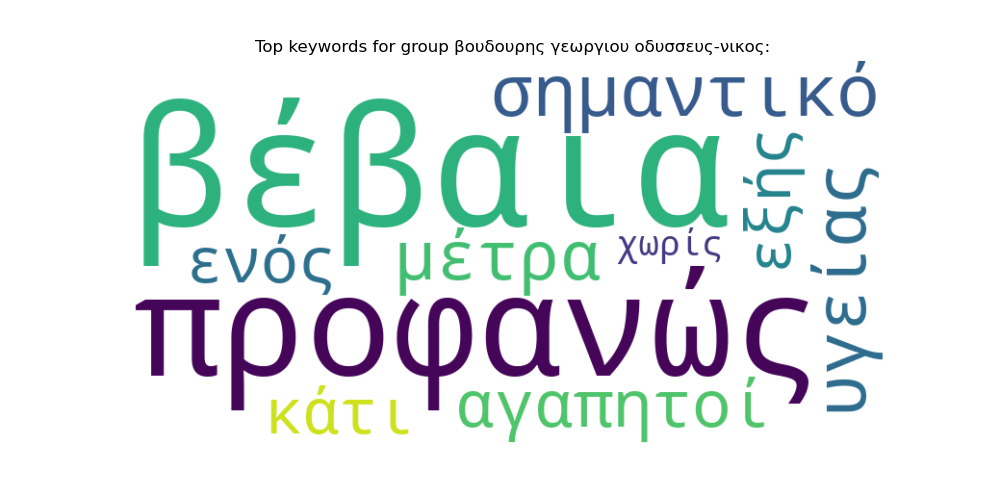 Top keywords for group βουδουρης γεωργιου οδυσσευς-νικος:
σημαντικό
βέβαια
εξής
υγείας
ενός
μέτρα
χωρίς
προφανώς
κάτι
αγαπητοί